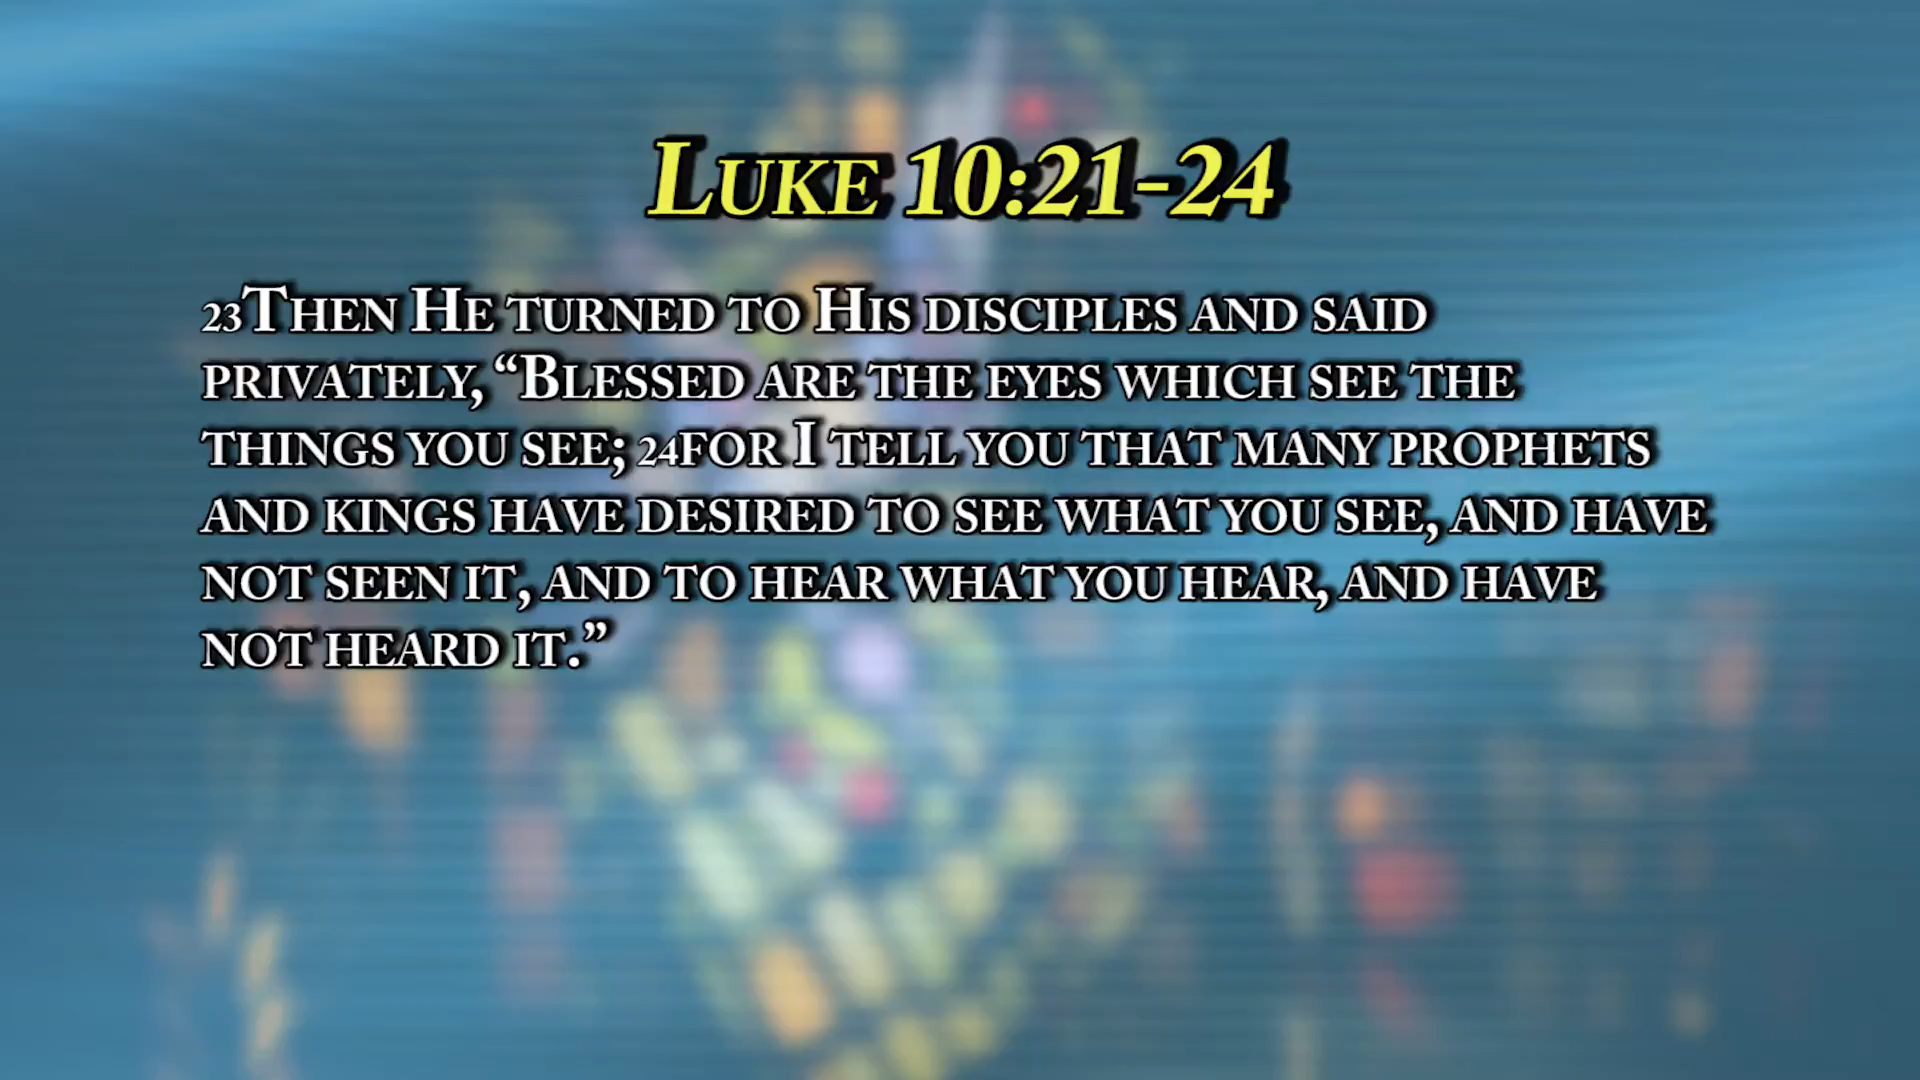 Luke 10:21-24
23Then He turned to His disciples and said
privately, “Blessed are the eyes which see the
things you see; 24for I tell you that many prophets
and kings have desired to see what you see, and have
not seen it, and to hear what you hear, and have
not heard it.”